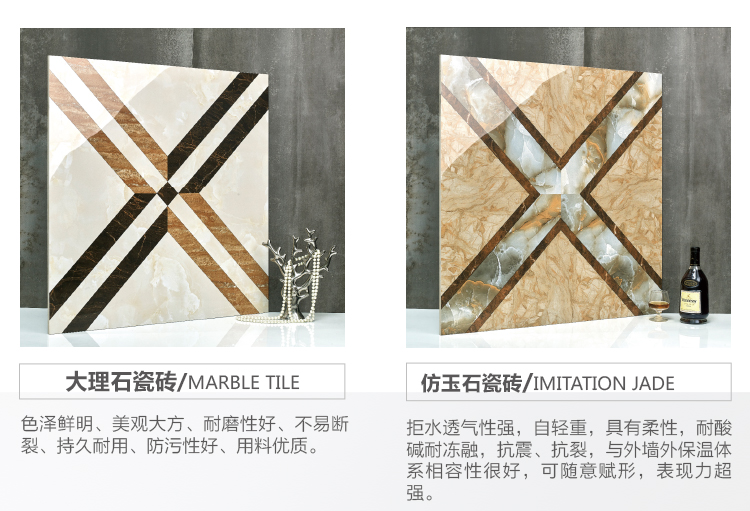 大理石瓷砖/MARBLE TILE
色泽鲜明、美观大方、耐磨性好、不易断
裂、持久耐用、防污性好、用料优质。
仿玉石瓷砖/IMITATION JADE
拒水透气性强，自轻重，具有柔性，耐酸
碱耐冻融，抗震、抗裂，与外墙外保温体
系相容性很好，可随意赋形，表现力超
强。